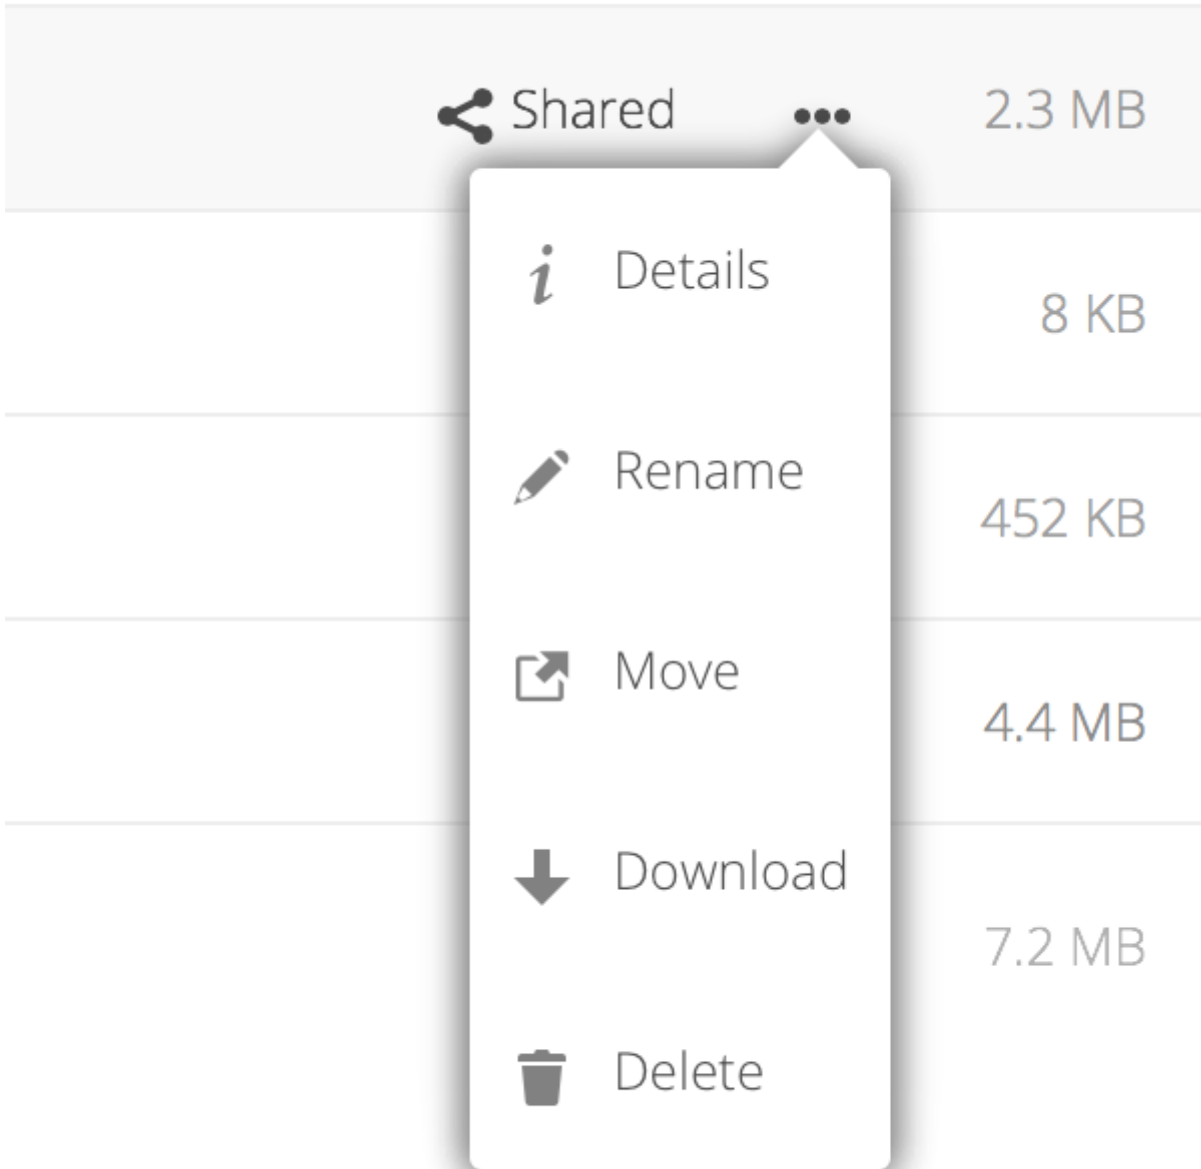 Shared 2.3 MB
Details
8 KB
Rename
452 KB
Move
4.4 MB
Download
7.2 MB
Delete